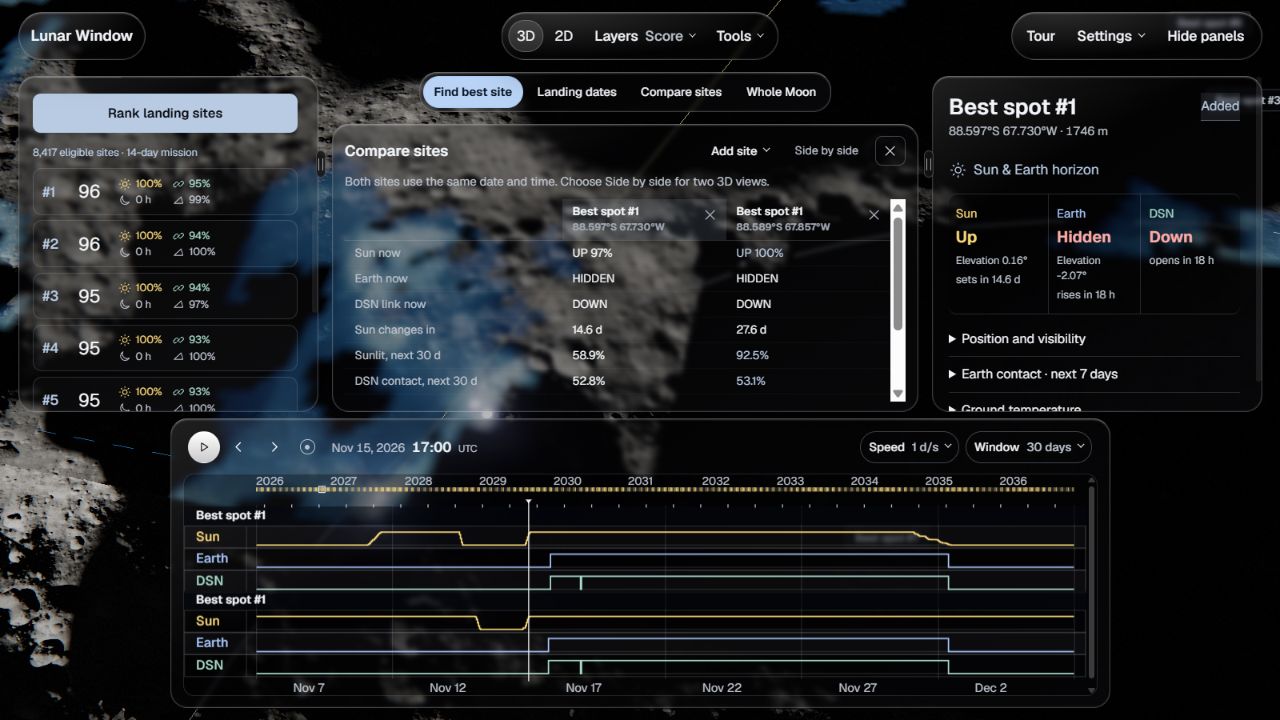 Lunar Window
3D 2D Layers Score Tools
Tour Settings Hide panels
Find best site Landing dates Compare sites Whole Moon
Rank landing sites
8,417 eligible sites · 14-day mission
#1 96 100% 95%
0 h 99%
#2 96 100% 94%
0 h 100%
#3 95 100% 94%
0 h 97%
#4 95 100% 93%
0 h 100%
#5 95 100% 93%
0 h 100%
Compare sites Add site Side by side
Both sites use the same date and time. Choose Side by side for two 3D views.
Best spot #1 Best spot #1
88.597°S 67.730°W 88.589°S 67.857°W
Sun now UP 97% UP 100%
Earth now HIDDEN HIDDEN
DSN link now DOWN DOWN
Sun changes in 14.6 d 27.6 d
Sunlit, next 30 d 58.9% 92.5%
DSN contact, next 30 d 52.8% 53.1%
Best spot #1 Added
88.597°S 67.730°W · 1746 m
Sun & Earth horizon
Sun Earth DSN
Up Hidden Down
Elevation 0.16° Elevation -2.07° opens in 18 h
sets in 14.6 d rises in 18 h
Position and visibility
Earth contact · next 7 days
Ground temperature
#3
Nov 15, 2026 17:00 UTC
Speed 1 d/s Window 30 days
2026 2027 2028 2029 2030 2031 2032 2033 2034 2035 2036
Best spot #1
Sun
Earth
DSN
Best spot #1
Sun
Earth
DSN
Nov 7 Nov 12 Nov 17 Nov 22 Nov 27 Dec 2